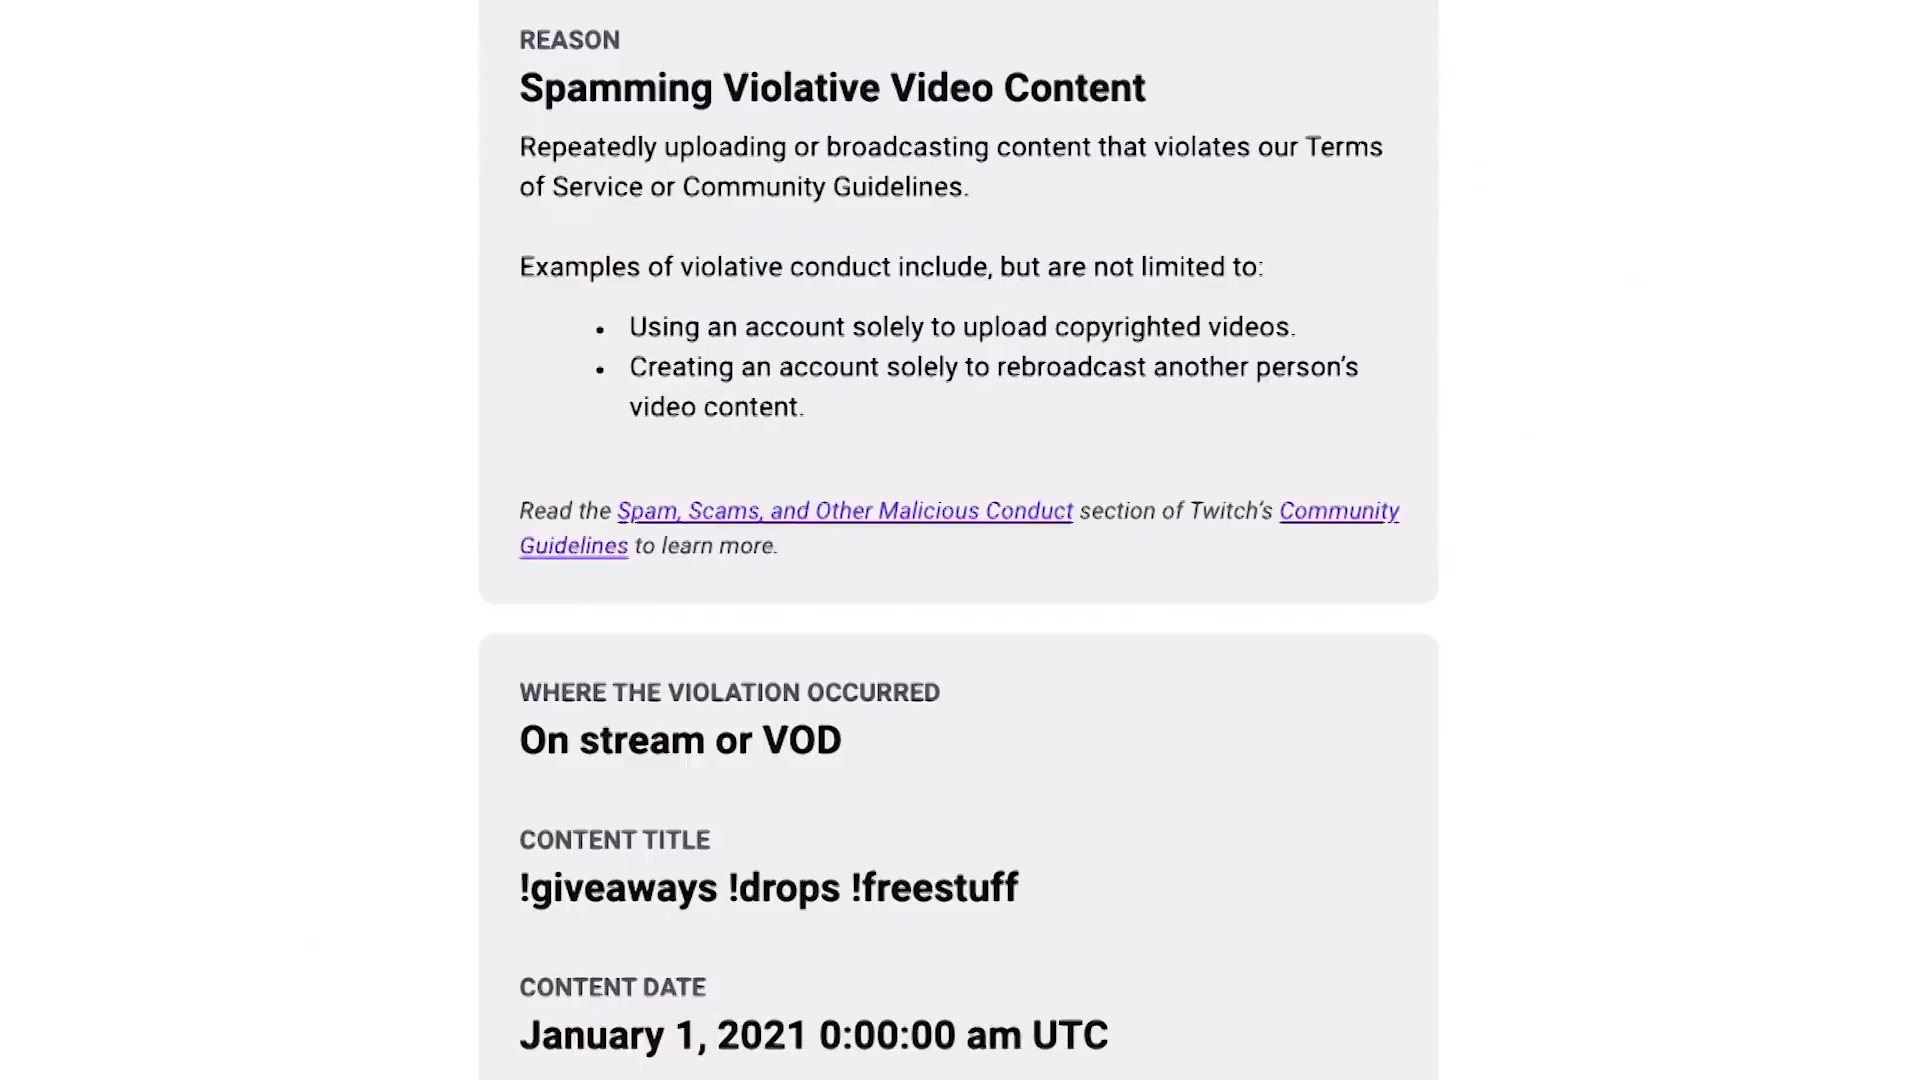 REASON
Spamming Violative Video Content
Repeatedly uploading or broadcasting content that violates our Terms
of Service or Community Guidelines.
Examples of violative conduct include, but are not limited to:
• Using an account solely to upload copyrighted videos.
• Creating an account solely to rebroadcast another person’s
video content.
Read the Spam, Scams, and Other Malicious Conduct section of Twitch’s Community
Guidelines to learn more.
WHERE THE VIOLATION OCCURRED
On stream or VOD
CONTENT TITLE
!giveaways !drops !freestuff
CONTENT DATE
January 1, 2021 0:00:00 am UTC